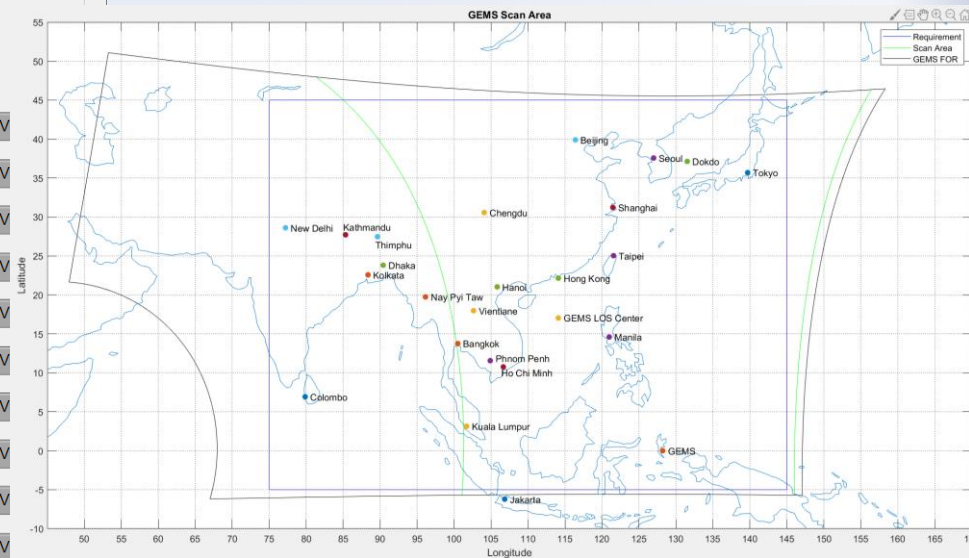 GEMS Scan Area
Requirement
Scan Area
GEMS FOR
Latitude
55
50
45
40
35
30
25
20
15
10
5
0
-5
-10
Beijing
Seoul
Dokdo
Tokyo
Shanghai
Chengdu
New Delhi
Kathmandu
Thimphu
Taipei
Dhaka
Kolkata
Hong Kong
Hanoi
Nay Pyi Taw
Vientiane
GEMS LOS Center
Manila
Bangkok
Phnom Penh
Ho Chi Minh
Colombo
Kuala Lumpur
GEMS
Jakarta
50 55 60 65 70 75 80 85 90 95 100 105 110 115 120 125 130 135 140 145 150 155 160 165
Longitude
V
V
V
V
V
V
V
V
V
V